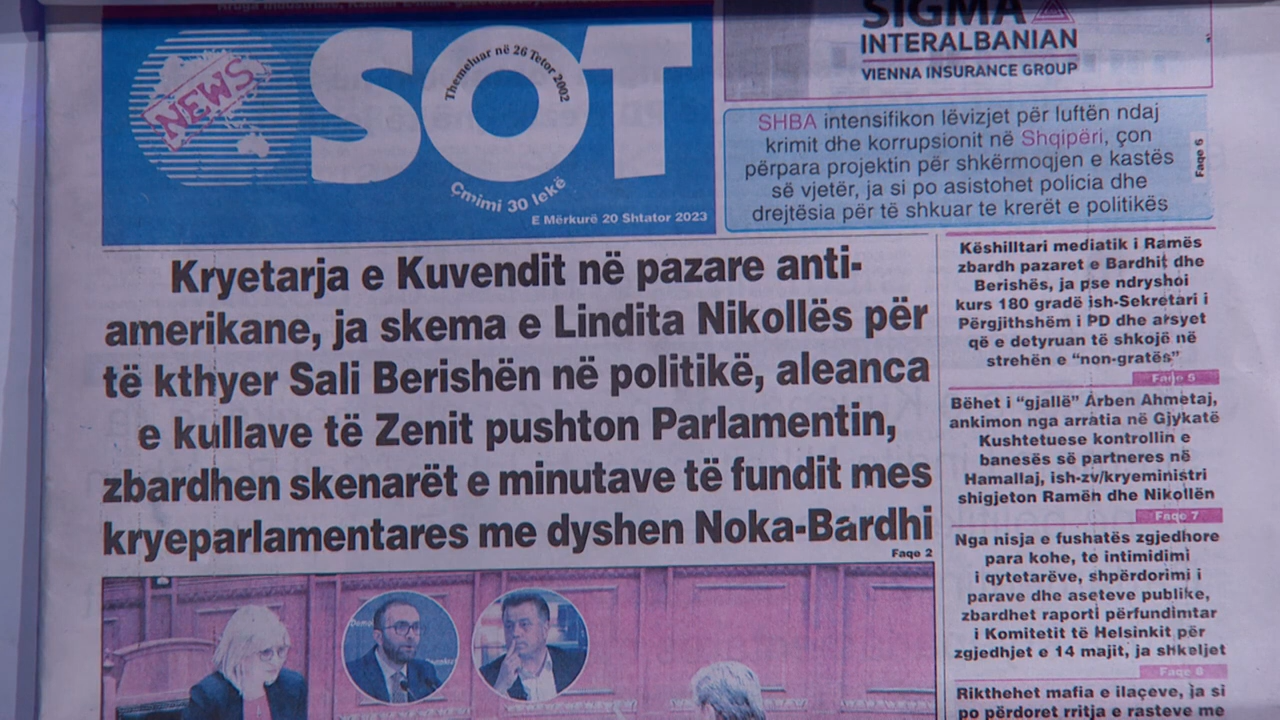 NEWS
SOT
Themeluar në 26 Tetor 2002
Çmimi 30 lekë
E Mërkurë 20 Shtator 2023
SIGMA
INTERALBANIAN
VIENNA INSURANCE GROUP
SHBA intensifikon lëvizjet për luftën ndaj
krimit dhe korrupsionit në Shqipëri, çon
përpara projektin për shkërmoqjen e kastës
së vjetër, ja si po asistohet policia dhe
drejtësia për të shkuar te krerët e politikës
Faqe 6
Kryetarja e Kuvendit në pazare anti-
amerikane, ja skema e Lindita Nikollës për
të kthyer Sali Berishën në politikë, aleanca
e kullave të Zenit pushton Parlamentin,
zbardhen skenarët e minutave të fundit mes
kryeparlamentares me dyshen Noka-Bardhi
Faqe 2
Këshilltari mediatik i Ramës
zbardh pazaret e Bardhit dhe
Berishës, ja pse ndryshoi
kurs 180 gradë ish-Sekretari i
Përgjithshëm i PD dhe arsyet
që e detyruan të shkojë në
strehën e “non-gratës”
Faqe 5
Bëhet i “gjallë” Arben Ahmetaj,
ankimon nga arratia në Gjykatë
Kushtetuese kontrollin e
banesës së partneres në
Hamallaj, ish-zv/kryeministri
shigjeton Ramën dhe Nikollën
Faqe 7
Nga nisja e fushatës zgjedhore
para kohe, te intimidimi
i qytetarëve, shpërdorimi i
parave dhe aseteve publike,
zbardhet raporti përfundimtar
i Komitetit të Helsinkit për
zgjedhjet e 14 majit, ja shkeljet
Faqe 8
Rikthehet mafia e ilaçeve, ja si
po përdoret rritja e rasteve me